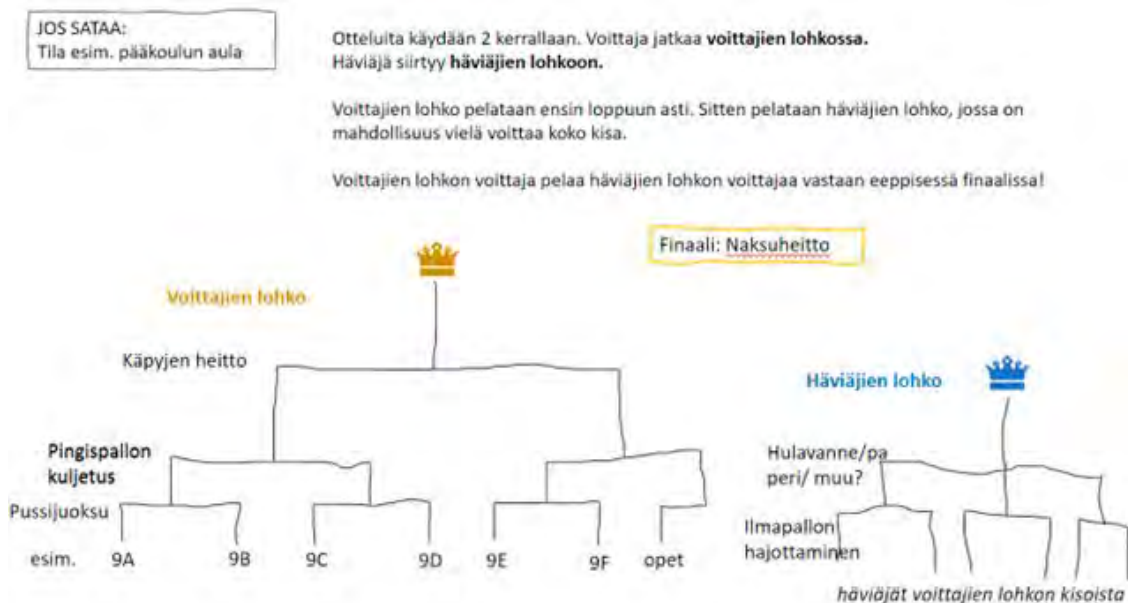 JOS SATAA:
Tila esim. pääkoulun aula
Otteluita käydään 2 kerrallaan. Voittaja jatkaa voittajien lohkossa.
Häviäjä siirtyy häviäjien lohkoon.
Voittajien lohko pelataan ensin loppuun asti. Sitten pelataan häviäjien lohko, jossa on
mahdollisuus vielä voittaa koko kisa.
Voittajien lohkon voittaja pelaa häviäjien lohkon voittajaa vastaan eeppisessä finaalissa!
Finaali: Naksuheitto
Voittajien lohko
Käpyjen heitto
Häviäjien lohko
Pingispallon
kuljetus
Hulavanne/pa
peri/ muu?
Pussijuoksu
Ilmapallon
hajottaminen
esim. 9A 9B 9C 9D 9E 9F opet
häviäjät voittajien lohkon kisoista